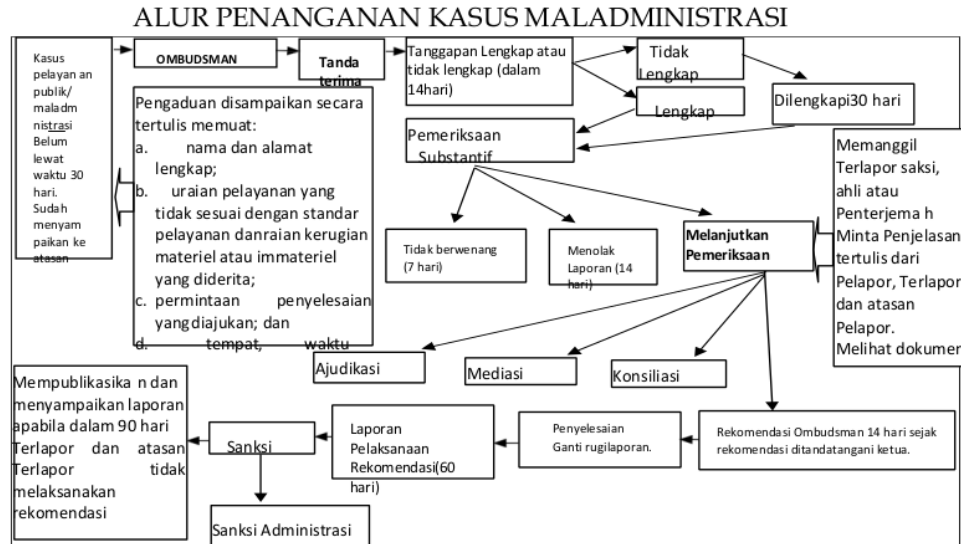 ALUR PENANGANAN KASUS MALADMINISTRASI
Kasus
pelayan an
publik/
maladm
nistrasi
Belum
lewat
waktu 30
hari.
Sudah
menyam
paikan ke
atasan
OMBUDSMAN
Tanda
terima
Tanggapan Lengkap atau
tidak lengkap (dalam
14hari)
Tidak
Lengkap
Lengkap
Dilengkapi30 hari
Pengaduan disampaikan secara
tertulis memuat:
a. nama dan alamat
lengkap;
b. uraian pelayanan yang
tidak sesuai dengan standar
pelayanan danraian kerugian
materiel atau immateriel
yang diderita;
c. permintaan penyelesaian
yangdiajukan; dan
d. tempat, waktu
Pemeriksaan
Substantif
Memanggil
Terlapor saksi,
ahli atau
Penterjema h
Minta Penjelasan
tertulis dari
Pelapor, Terlapor
dan atasan
Pelapor.
Melihat dokumen
Tidak berwenang
(7 hari)
Menolak
Laporan (14
hari)
Melanjutkan
Pemeriksaan
Ajudikasi
Mediasi
Konsiliasi
Mempublikasika n dan
menyampaikan laporan
apabila dalam 90 hari
Terlapor dan atasan
Terlapor tidak
melaksanakan
rekomendasi
Sanksi
Laporan
Pelaksanaan
Rekomendasi(60
hari)
Penyelesaian
Ganti rugilaporan.
Rekomendasi Ombudsman 14 hari sejak
rekomendasi ditandatangani ketua.
Sanksi Administrasi